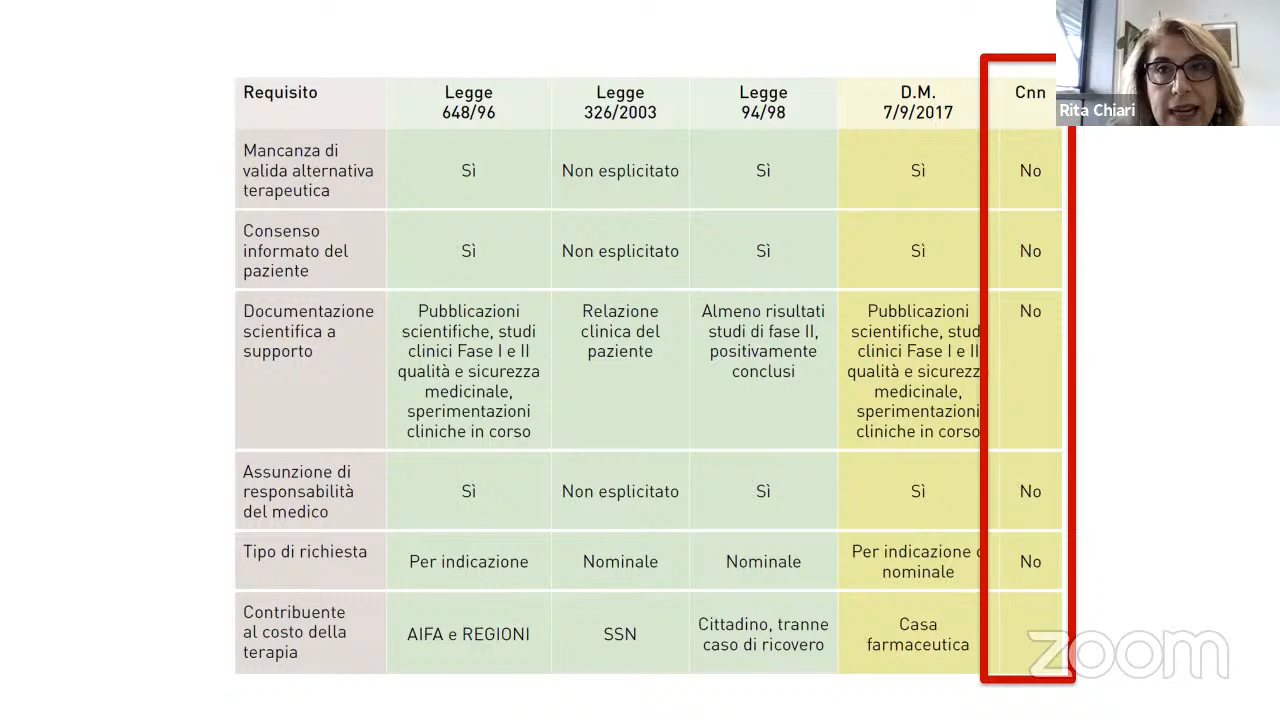 Requisito
Legge
648/96
Legge
326/2003
Legge
94/98
D.M.
7/9/2017
Cnn
Rita Chiari
Mancanza di
valida alternativa
terapeutica
Sì
Non esplicitato
Sì
Sì
No
Consenso
informato del
paziente
Sì
Non esplicitato
Sì
Sì
No
Documentazione
scientifica a
supporto
Pubblicazioni
scientifiche, studi
clinici Fase I e II
qualità e sicurezza
medicinale,
sperimentazioni
cliniche in corso
Relazione
clinica del
paziente
Almeno risultati
studi di fase II,
positivamente
conclusi
Pubblicazioni
scientifiche, studi
clinici Fase I e II
qualità e sicurezza
medicinale,
sperimentazioni
cliniche in corso
No
Assunzione di
responsabilità
del medico
Sì
Non esplicitato
Sì
Sì
No
Tipo di richiesta
Per indicazione
Nominale
Nominale
Per indicazione o
nominale
No
Contribuente
al costo della
terapia
AIFA e REGIONI
SSN
Cittadino, tranne
caso di ricovero
Casa
farmaceutica
zoom